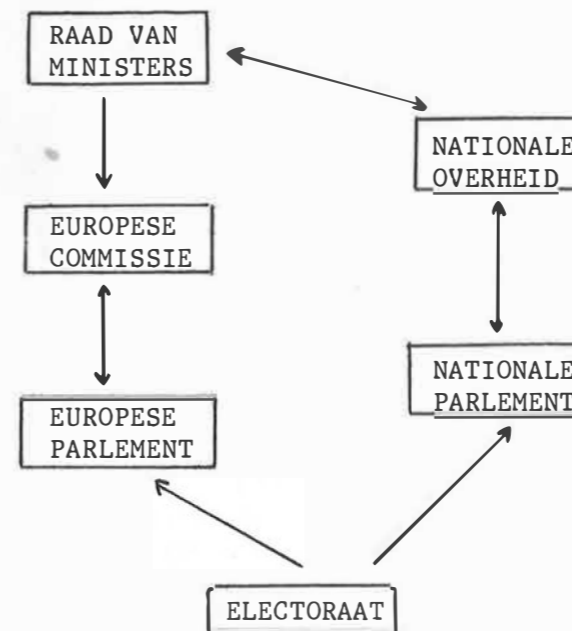 RAAD VAN
MINISTERS
NATIONALE
OVERHEID
EUROPESE
COMMISSIE
NATIONALE
PARLEMENT
EUROPESE
PARLEMENT
ELECTORAAT